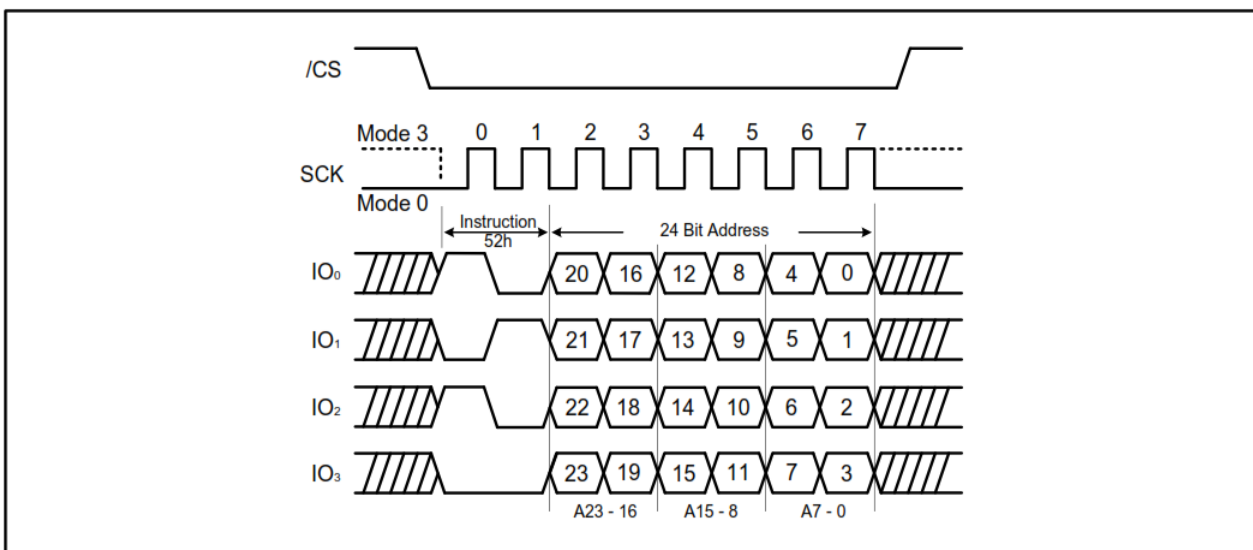 /CS
Mode 3 0 1 2 3 4 5 6 7
SCK
Mode 0
Instruction
52h
24 Bit Address
IO₀ 20 16 12 8 4 0
IO₁ 21 17 13 9 5 1
IO₂ 22 18 14 10 6 2
IO₃ 23 19 15 11 7 3
A23 - 16 A15 - 8 A7 - 0